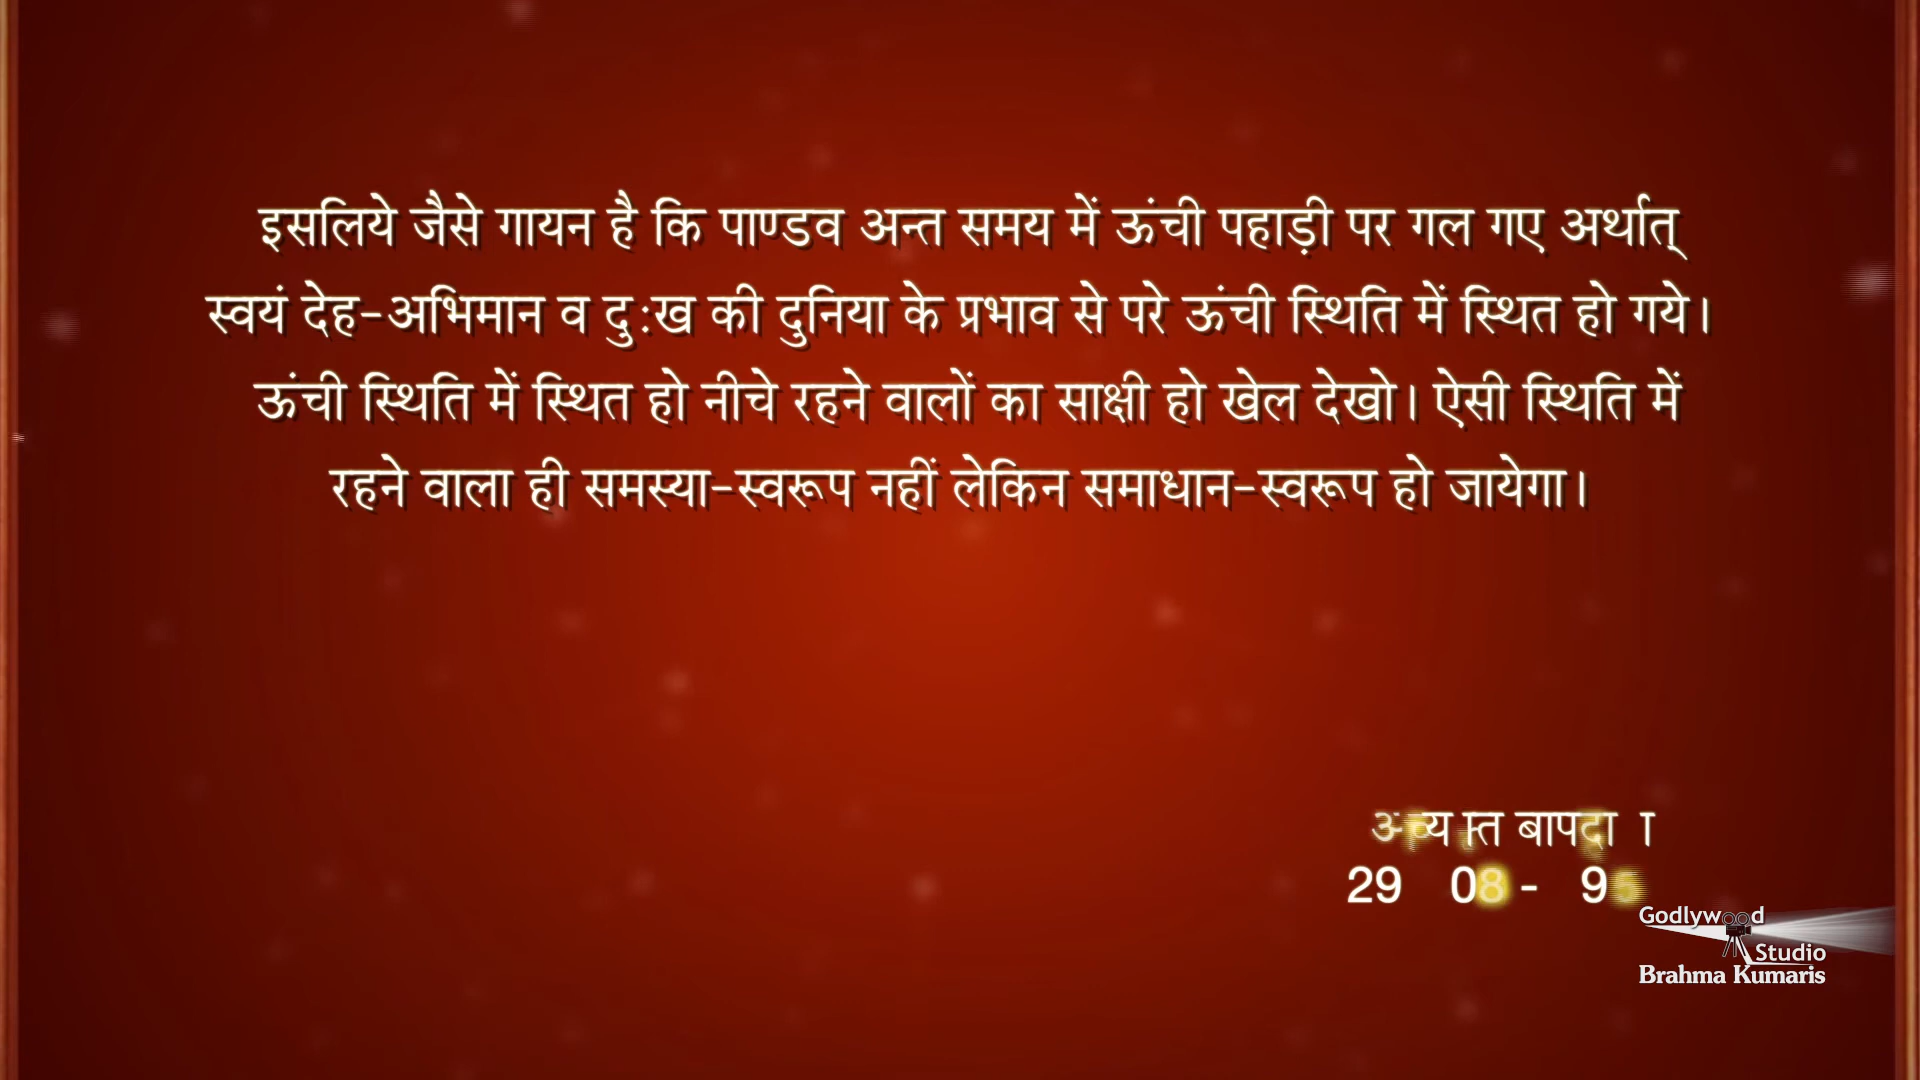 इसलिये जैसे गायन है कि पाण्डव अन्त समय में ऊंची पहाड़ी पर गल गए अर्थात्
स्वयं देह-अभिमान व दुःख की दुनिया के प्रभाव से परे ऊंची स्थिति में स्थित हो गये।
ऊंची स्थिति में स्थित हो नीचे रहने वालों का साक्षी हो खेल देखो। ऐसी स्थिति में
रहने वाला ही समस्या-स्वरूप नहीं लेकिन समाधान-स्वरूप हो जायेगा।
29 08-
Godlywood
Studio
Brahma Kumaris